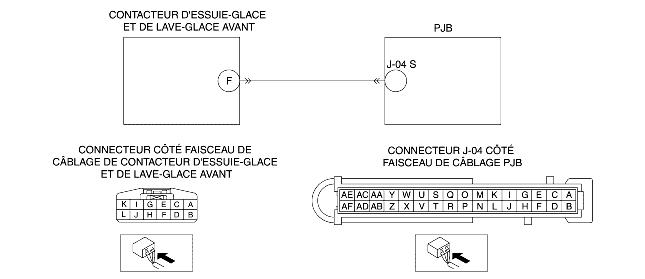 CONTACTEUR D'ESSUIE-GLACE
ET DE LAVE-GLACE AVANT
PJB
F
J-04 S
CONNECTEUR CÔTÉ FAISCEAU DE
CÂBLAGE DE CONTACTEUR D'ESSUIE-GLACE
ET DE LAVE-GLACE AVANT
CONNECTEUR J-04 CÔTÉ
FAISCEAU DE CÂBLAGE PJB
K I G E C A
L J H F D B
AE AC AA Y W U S Q O M K I G E C A
AF AD AB Z X V T R P N L J H F D B